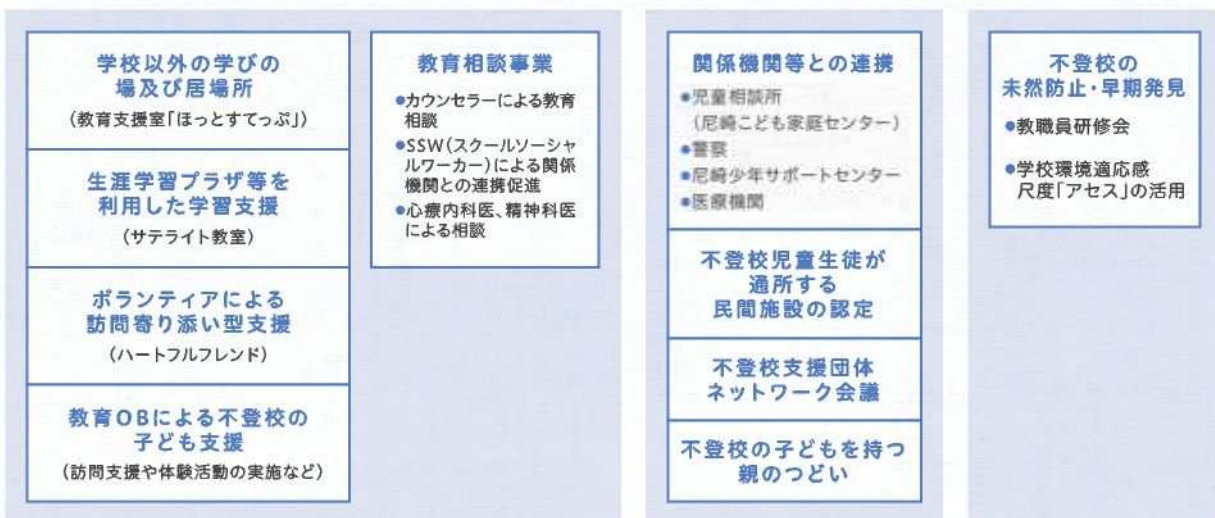 学校以外の学びの
場及び居場所
(教育支援室「ほっとすてっぷ」)
生涯学習プラザ等を
利用した学習支援
(サテライト教室)
ボランティアによる
訪問寄り添い型支援
(ハートフルフレンド)
教育OBによる不登校の
子ども支援
(訪問支援や体験活動の実施など)
教育相談事業
●カウンセラーによる教育
相談
●SSW(スクールソーシャ
ルワーカー)による関係
機関との連携促進
●心療内科医、精神科医
による相談
関係機関等との連携
●児童相談所
(尼崎こども家庭センター)
●警察
●尼崎少年サポートセンター
●医療機関
不登校児童生徒が
通所する
民間施設の認定
不登校支援団体
ネットワーク会議
不登校の子どもを持つ
親のつどい
不登校の
未然防止・早期発見
●教職員研修会
●学校環境適応感
尺度「アセス」の活用